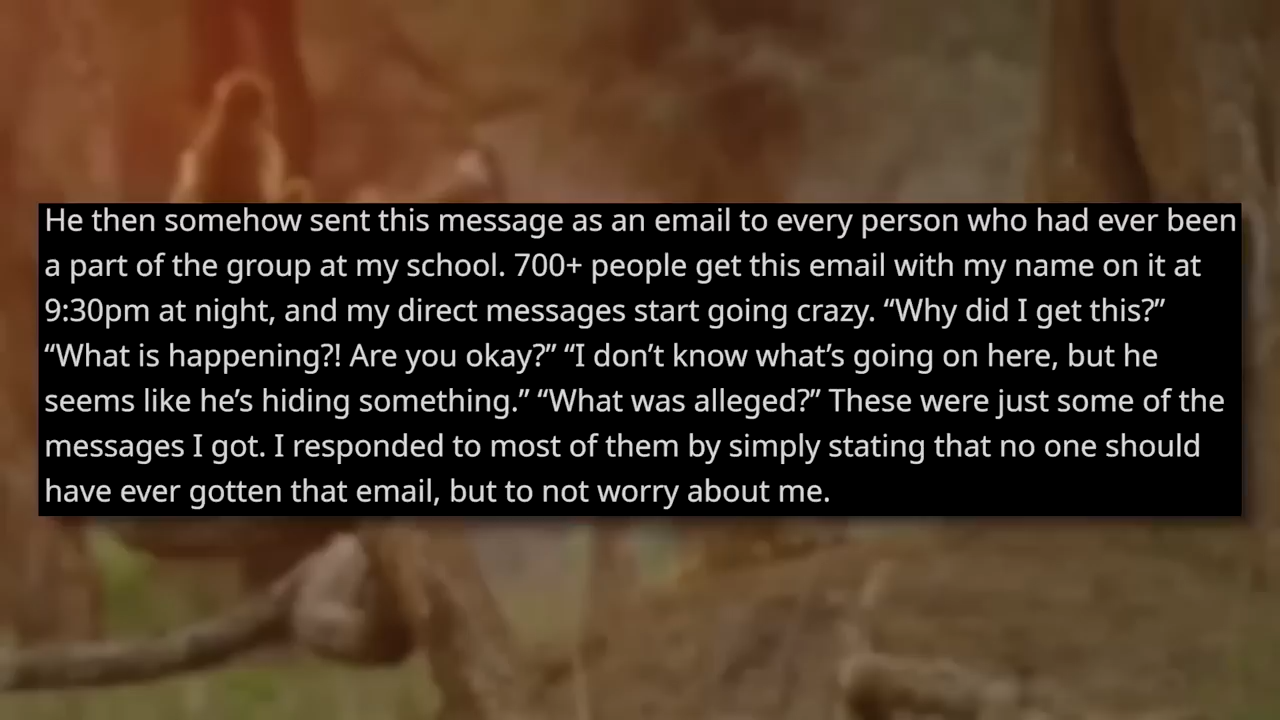 He then somehow sent this message as an email to every person who had ever been
a part of the group at my school. 700+ people get this email with my name on it at
9:30pm at night, and my direct messages start going crazy. “Why did I get this?”
“What is happening?! Are you okay?” “I don’t know what’s going on here, but he
seems like he’s hiding something.” “What was alleged?” These were just some of the
messages I got. I responded to most of them by simply stating that no one should
have ever gotten that email, but to not worry about me.